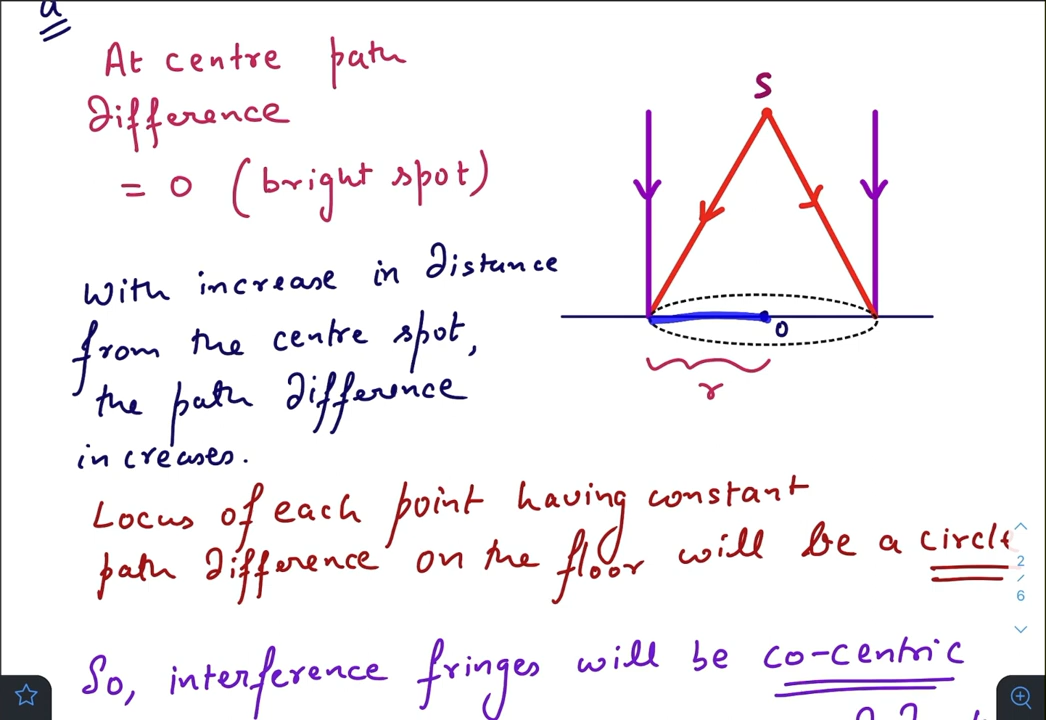 a
At centre path
difference
= 0 (bright spot)
S
With increase in distance
from the centre spot,
the path difference
increases.
O
r
Locus of each point having constant
path difference on the floor will be a circle
2
/
6
So, interference fringes will be co-centric